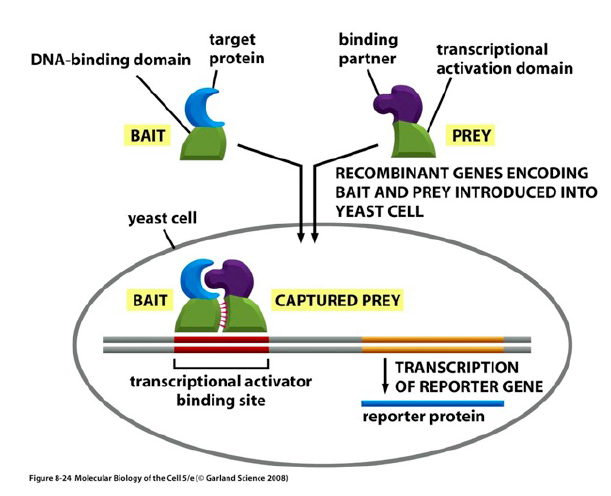 DNA-binding domain
target
protein
binding
partner
transcriptional
activation domain
BAIT
PREY
RECOMBINANT GENES ENCODING
BAIT AND PREY INTRODUCED INTO
YEAST CELL
yeast cell
BAIT
CAPTURED PREY
transcriptional activator
binding site
TRANSCRIPTION
OF REPORTER GENE
reporter protein
Figure 8-24 Molecular Biology of the Cell 5/e (© Garland Science 2008)